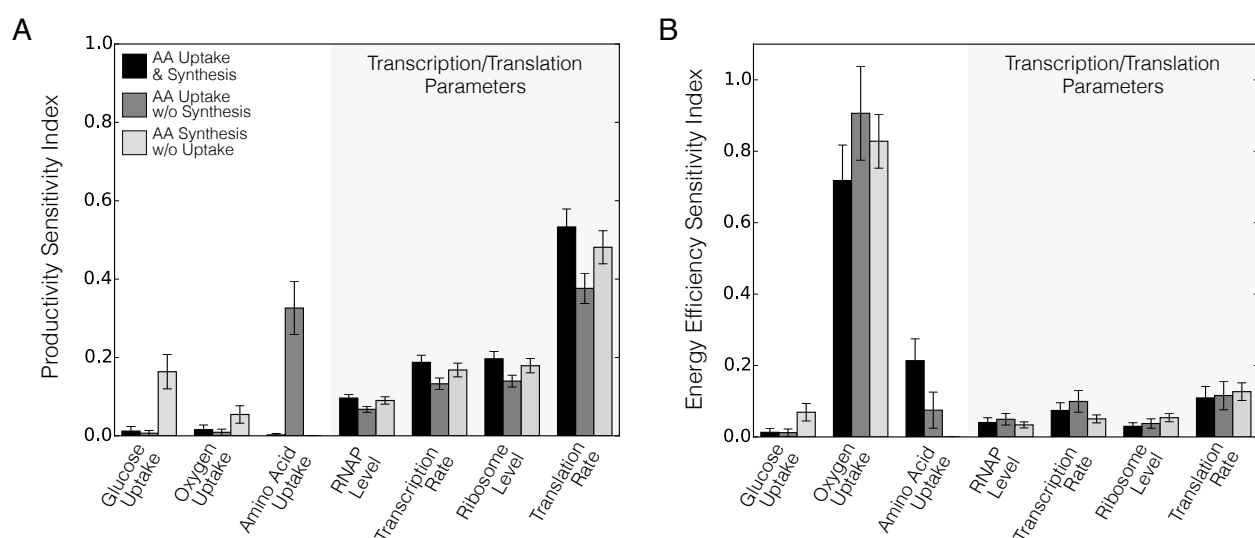 A
Productivity Sensitivity Index
1.0
0.8
0.6
0.4
0.2
0.0
AA Uptake
& Synthesis
AA Uptake
w/o Synthesis
AA Synthesis
w/o Uptake
Transcription/Translation
Parameters
Glucose
Uptake
Oxygen
Uptake
Amino Acid
Uptake
RNAP
Level
Transcription
Rate
Ribosome
Level
Translation
Rate
B
Energy Efficiency Sensitivity Index
1.0
0.8
0.6
0.4
0.2
0.0
Transcription/Translation
Parameters
Glucose
Uptake
Oxygen
Uptake
Amino Acid
Uptake
RNAP
Level
Transcription
Rate
Ribosome
Level
Translation
Rate